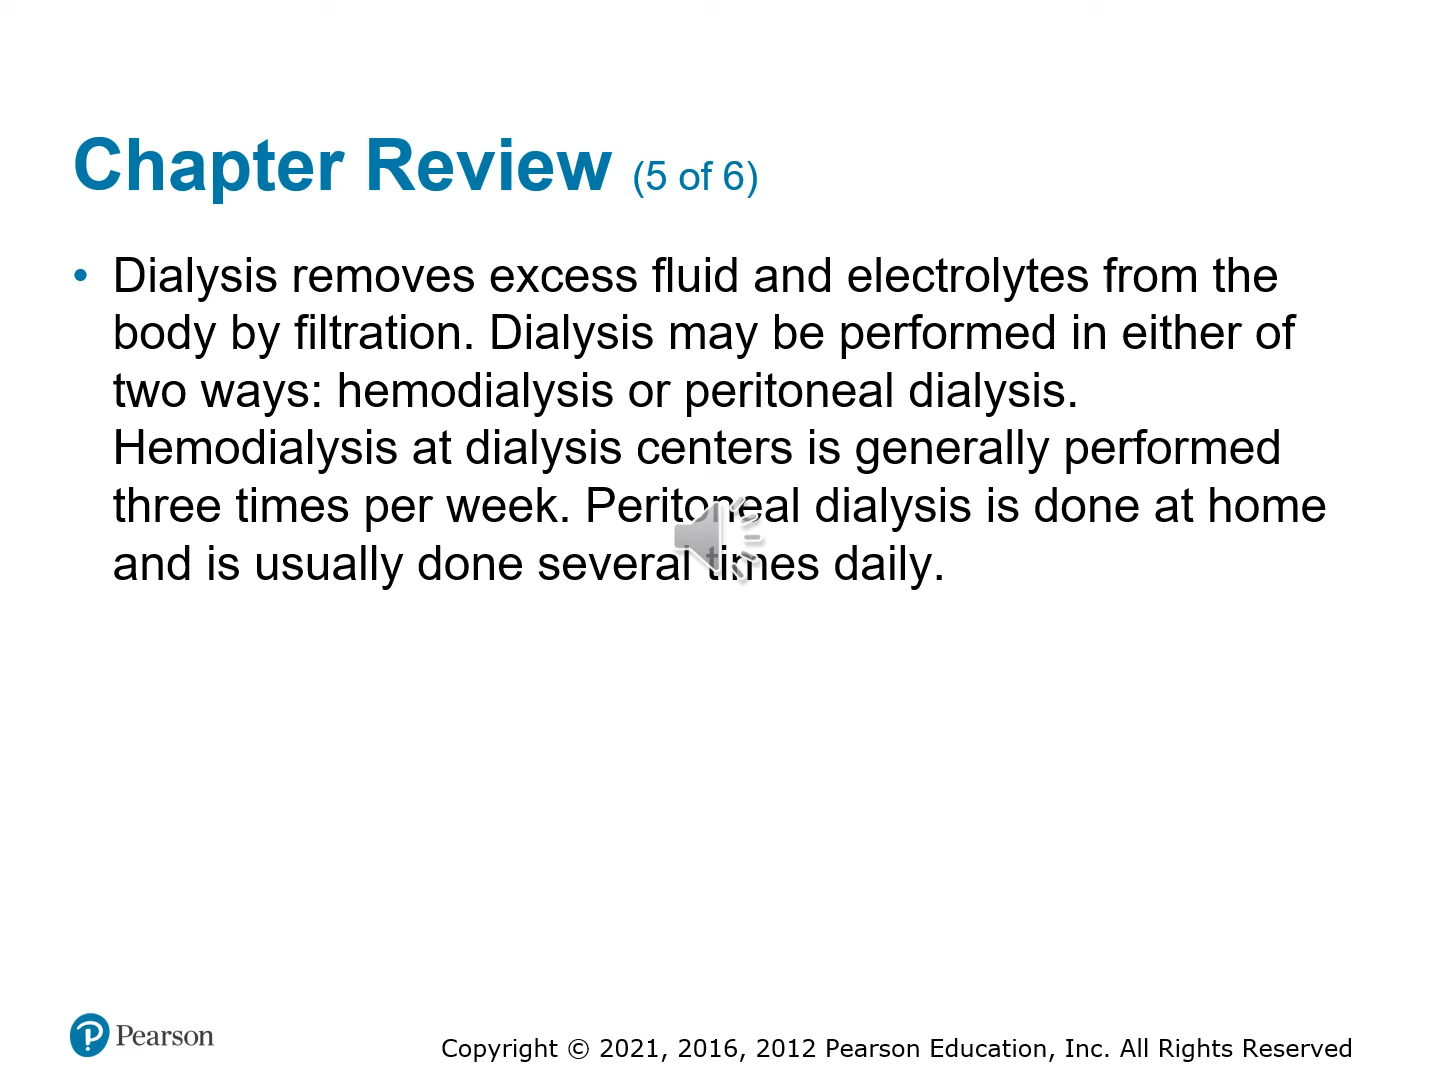 Chapter Review (5 of 6)
• Dialysis removes excess fluid and electrolytes from the
body by filtration. Dialysis may be performed in either of
two ways: hemodialysis or peritoneal dialysis.
Hemodialysis at dialysis centers is generally performed
three times per week. Peritoneal dialysis is done at home
and is usually done several times daily.
Pearson
Copyright © 2021, 2016, 2012 Pearson Education, Inc. All Rights Reserved